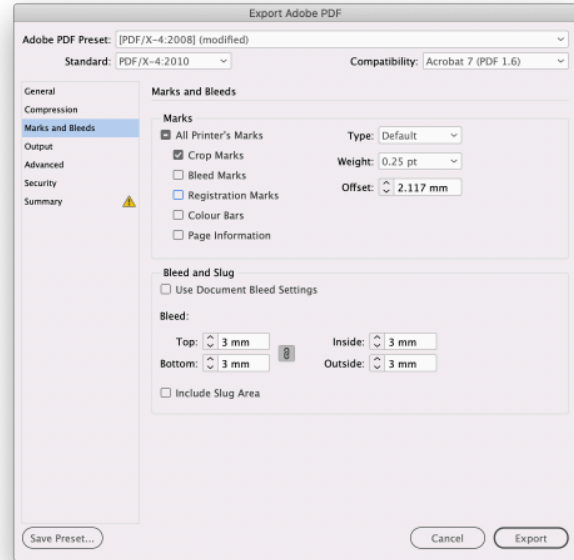 Export Adobe PDF
Adobe PDF Preset: [PDF/X-4:2008] (modified)
Standard: PDF/X-4:2010 Compatibility: Acrobat 7 (PDF 1.6)
General
Compression
Marks and Bleeds
Output
Advanced
Security
Summary
Marks and Bleeds
Marks
All Printer's Marks
Crop Marks
Bleed Marks
Registration Marks
Colour Bars
Page Information
Type: Default
Weight: 0.25 pt
Offset: 2.117 mm
Bleed and Slug
Use Document Bleed Settings
Bleed:
Top: 3 mm Inside: 3 mm
Bottom: 3 mm Outside: 3 mm
Include Slug Area
Save Preset... Cancel Export